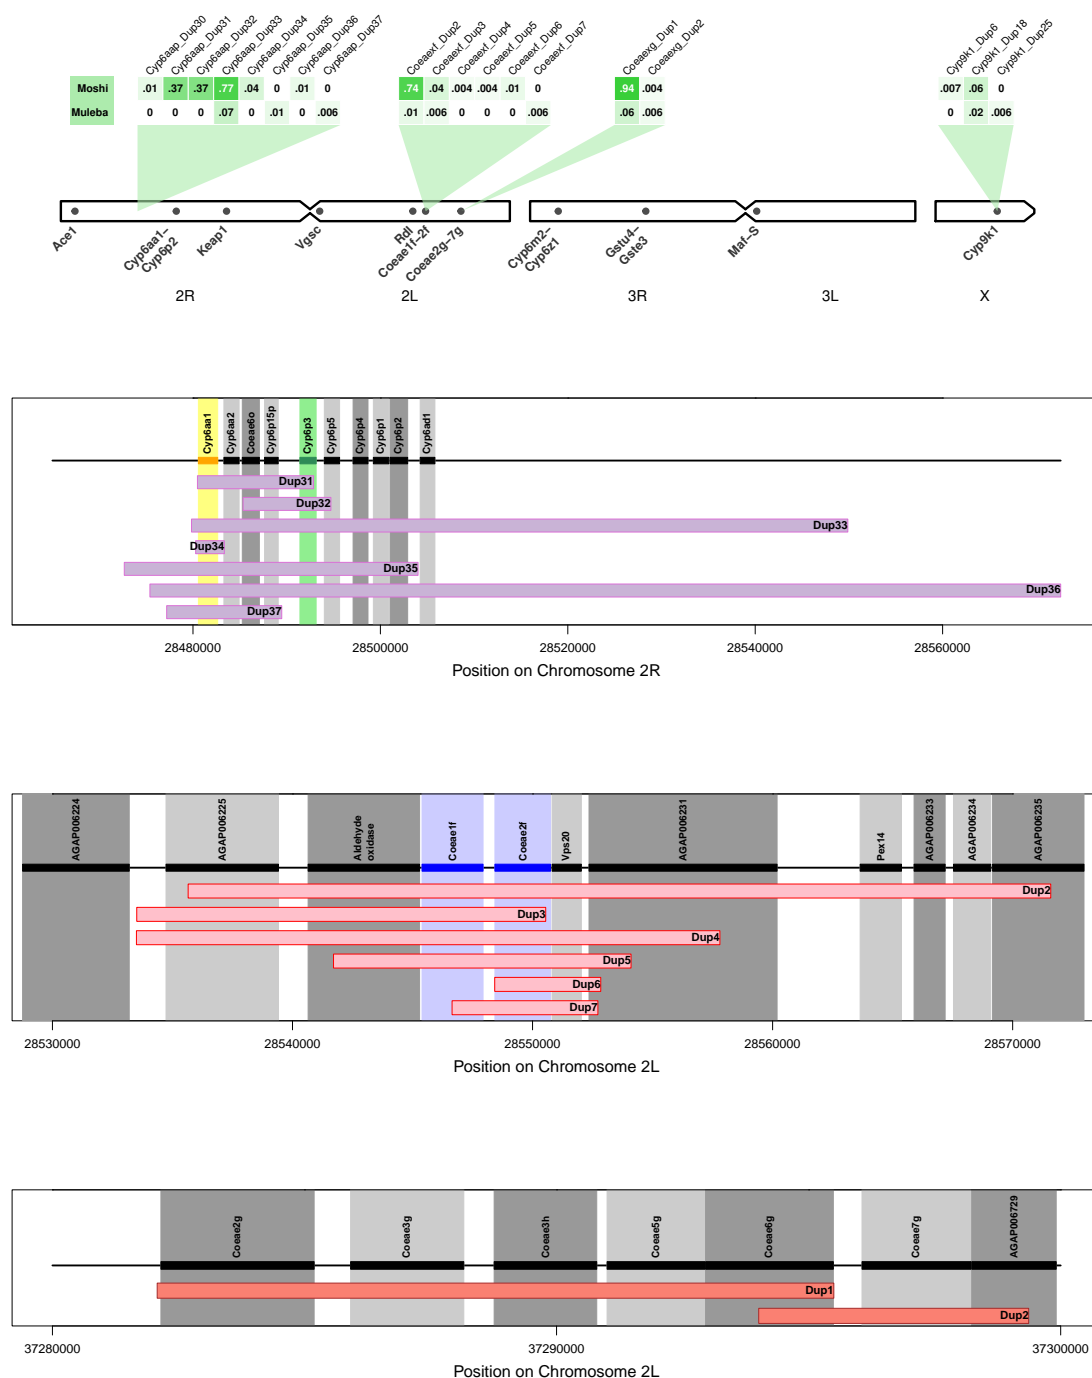 Cyp6aap_Dup30 Cyp6aap_Dup31 Cyp6aap_Dup32 Cyp6aap_Dup33 Cyp6aap_Dup34 Cyp6aap_Dup35 Cyp6aap_Dup36 Cyp6aap_Dup37 Coeaexf_Dup2 Coeaexf_Dup3 Coeaexf_Dup4 Coeaexf_Dup5 Coeaexf_Dup6 Coeaexf_Dup7 Coeaexg_Dup1 Coeaexg_Dup2 Cyp9k1_Dup6 Cyp9k1_Dup18 Cyp9k1_Dup25
Moshi .01 .37 .37 .77 .04 0 .01 0 .74 .04 .004 .004 .01 0 .94 .004 .007 .06 0
Muleba 0 0 0 .07 0 .01 0 .006 .01 .006 0 0 0 .006 .06 .006 0 .02 .006
Ace1
Cyp6aa1–
Cyp6p2
Keap1
Vgsc
Rdl
Coeae1f–2f
Coeae2g–7g
Cyp6m2–
Cyp6z1
Gstu4–
Gste3
Maf–S
Cyp9k1
2R 2L 3R 3L X
Cyp6aa1 Cyp6aa2 Coeae6o Cyp6p15p Cyp6p3 Cyp6p5 Cyp6p4 Cyp6p1 Cyp6p2 Cyp6ad1
Dup31
Dup32
Dup33
Dup34
Dup35
Dup36
Dup37
28480000 28500000 28520000 28540000 28560000
Position on Chromosome 2R
AGAP006224 AGAP006225 Aldehyde
oxidase
Coeae1f Coeae2f Vps20 AGAP006231 Pex14 AGAP006233 AGAP006234 AGAP006235
Dup2
Dup3
Dup4
Dup5
Dup6
Dup7
28530000 28540000 28550000 28560000 28570000
Position on Chromosome 2L
Coeae2g Coeae3g Coeae3h Coeae5g Coeae6g Coeae7g AGAP006729
Dup1
Dup2
37280000 37290000 37300000
Position on Chromosome 2L